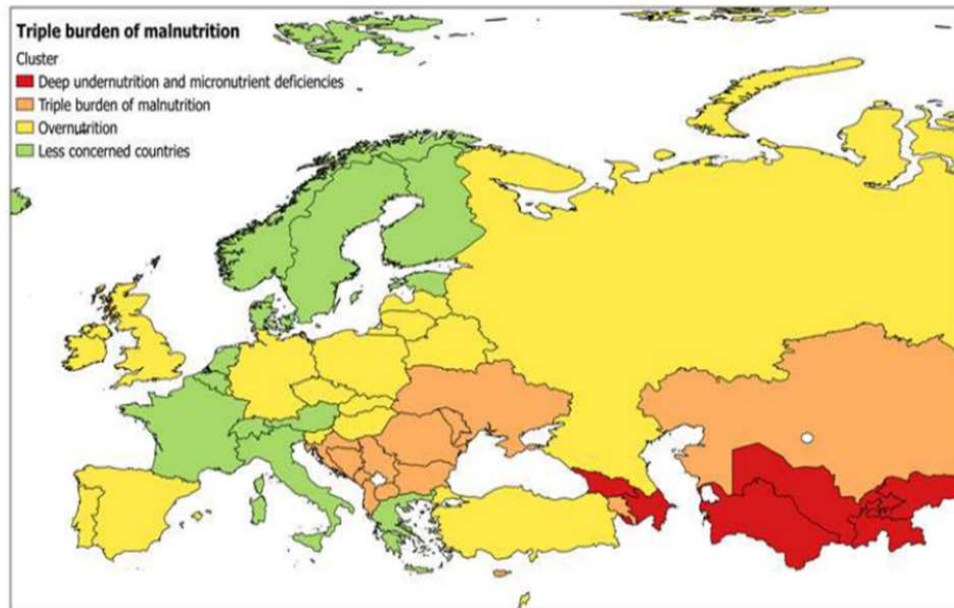 Triple burden of malnutrition
Cluster
Deep undernutrition and micronutrient deficiencies
Triple burden of malnutrition
Overnutrition
Less concerned countries